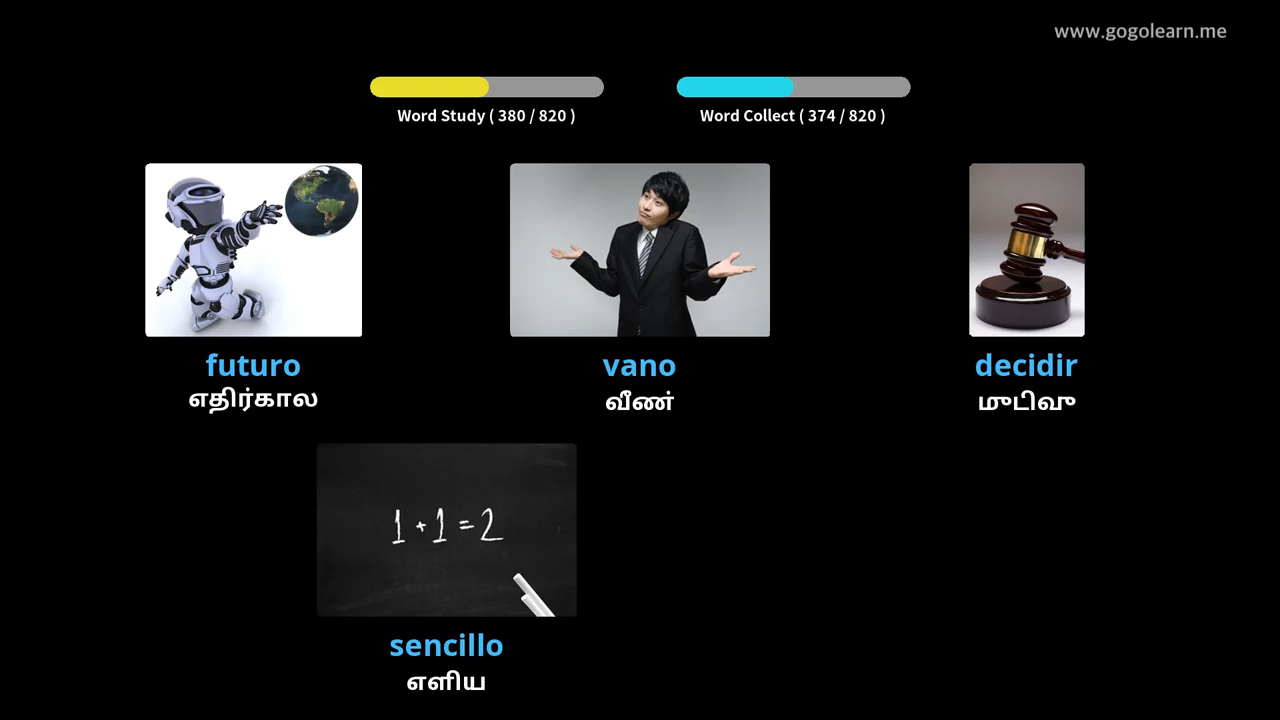 www.gogolearn.me
Word Study ( 380 / 820 )
Word Collect ( 374 / 820 )
futuro
எதிர்கால
vano
வீண்
decidir
முடிவு
1 + 1 = 2
sencillo
எளிய